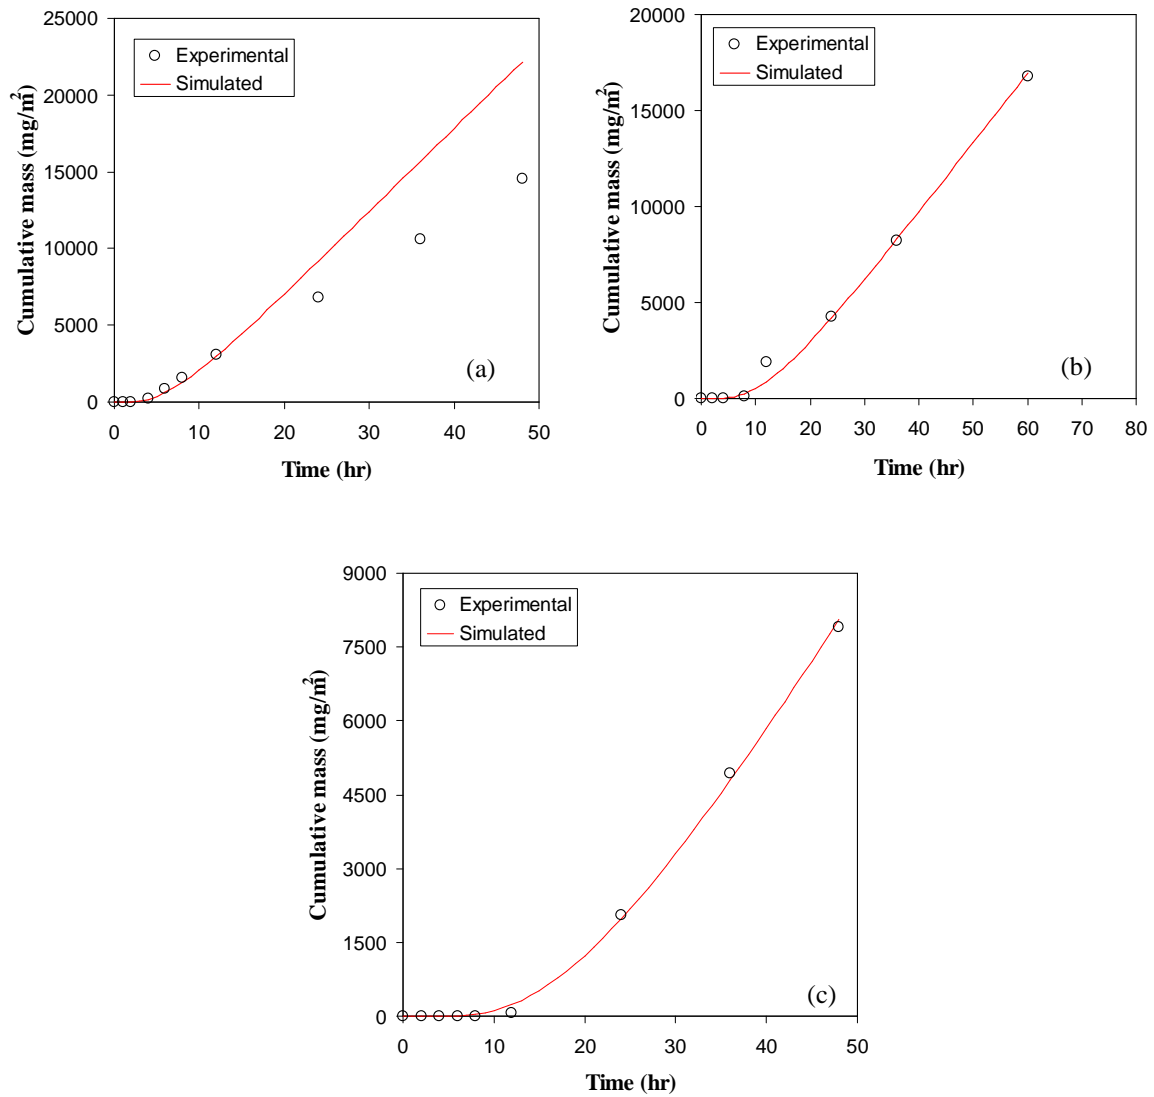 25000
20000
15000
10000
5000
0
0 10 20 30 40 50
Cumulative mass (mg/m²)
Time (hr)
Experimental
Simulated
(a)
20000
15000
10000
5000
0
0 10 20 30 40 50 60 70 80
Cumulative mass (mg/m²)
Time (hr)
Experimental
Simulated
(b)
9000
7500
6000
4500
3000
1500
0
0 10 20 30 40 50
Cumulative mass (mg/m²)
Time (hr)
Experimental
Simulated
(c)